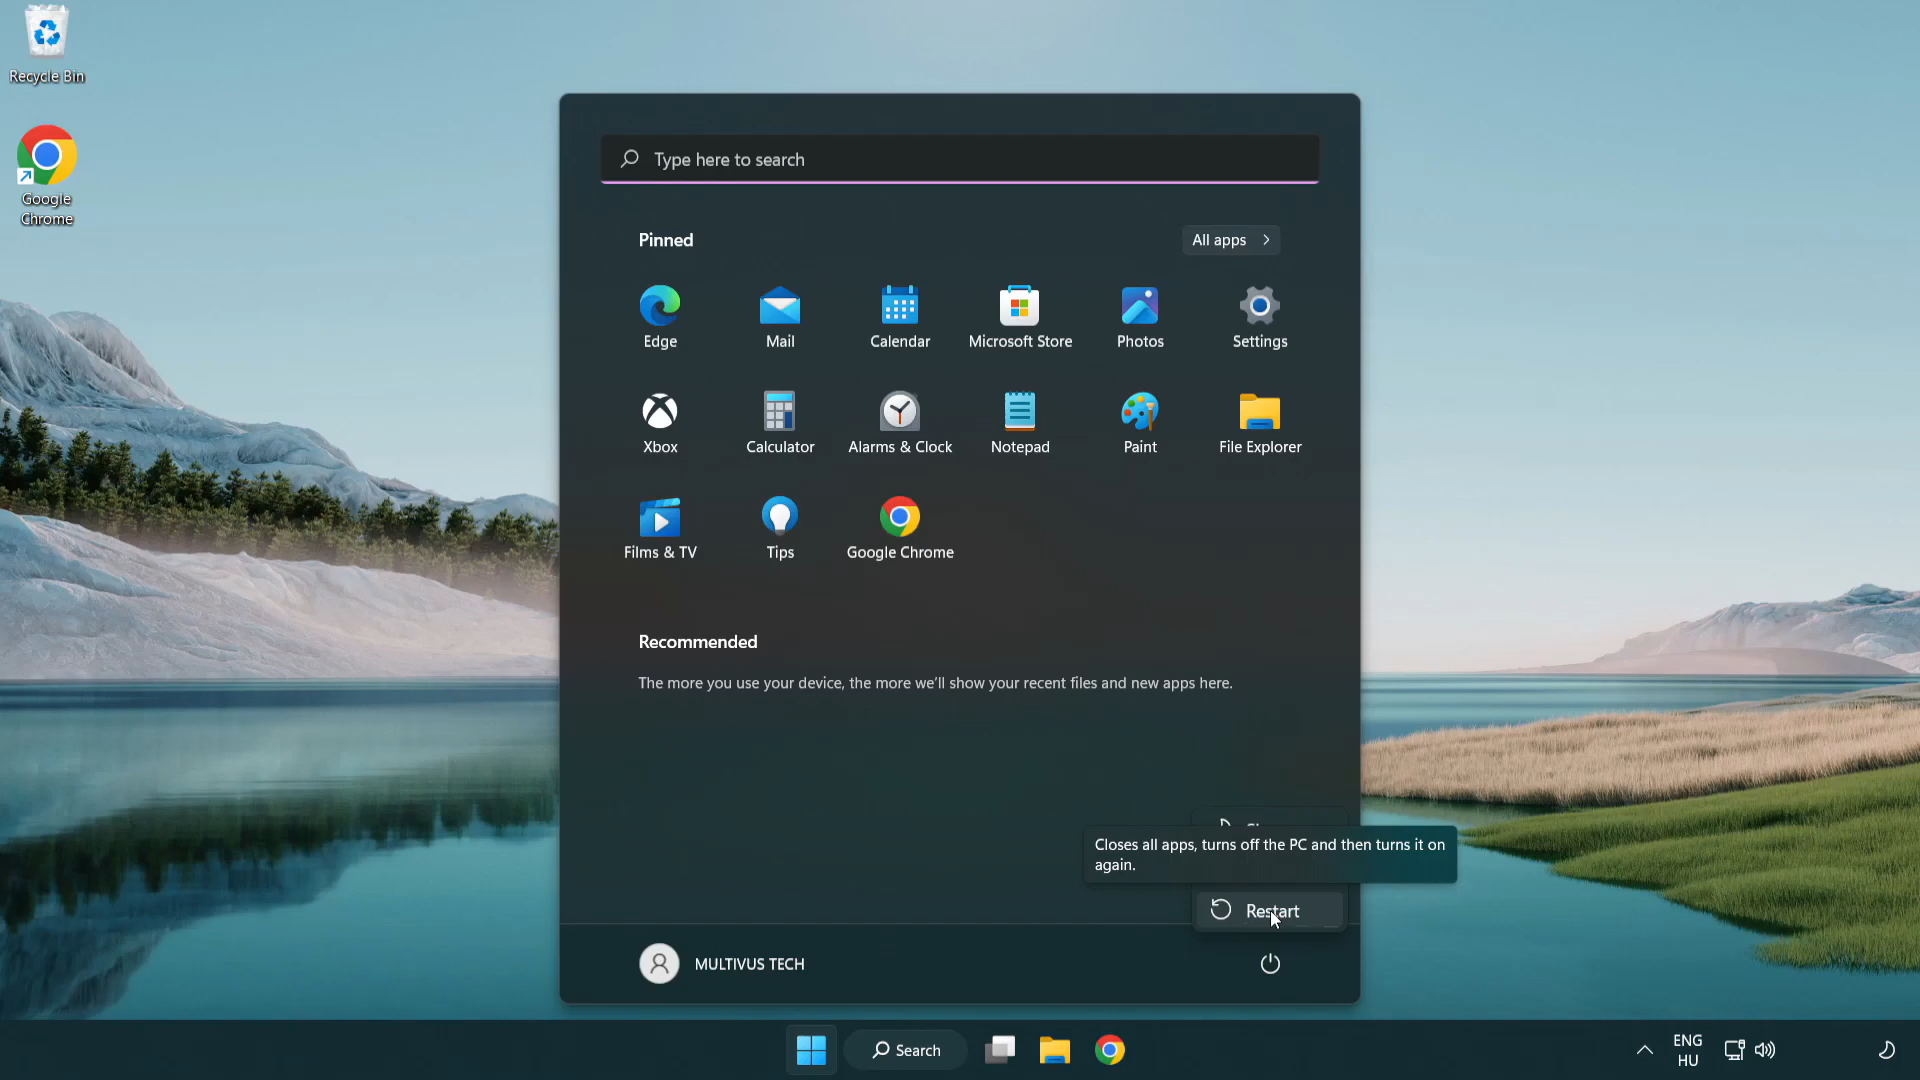 Recycle Bin
Google
Chrome
Type here to search
Pinned
All apps
Edge
Mail
Calendar
Microsoft Store
Photos
Settings
Xbox
Calculator
Alarms & Clock
Notepad
Paint
File Explorer
Films & TV
Tips
Google Chrome
Recommended
The more you use your device, the more we'll show your recent files and new apps here.
Closes all apps, turns off the PC and then turns it on
again.
Restart
MULTIVUS TECH
Search
ENG
HU